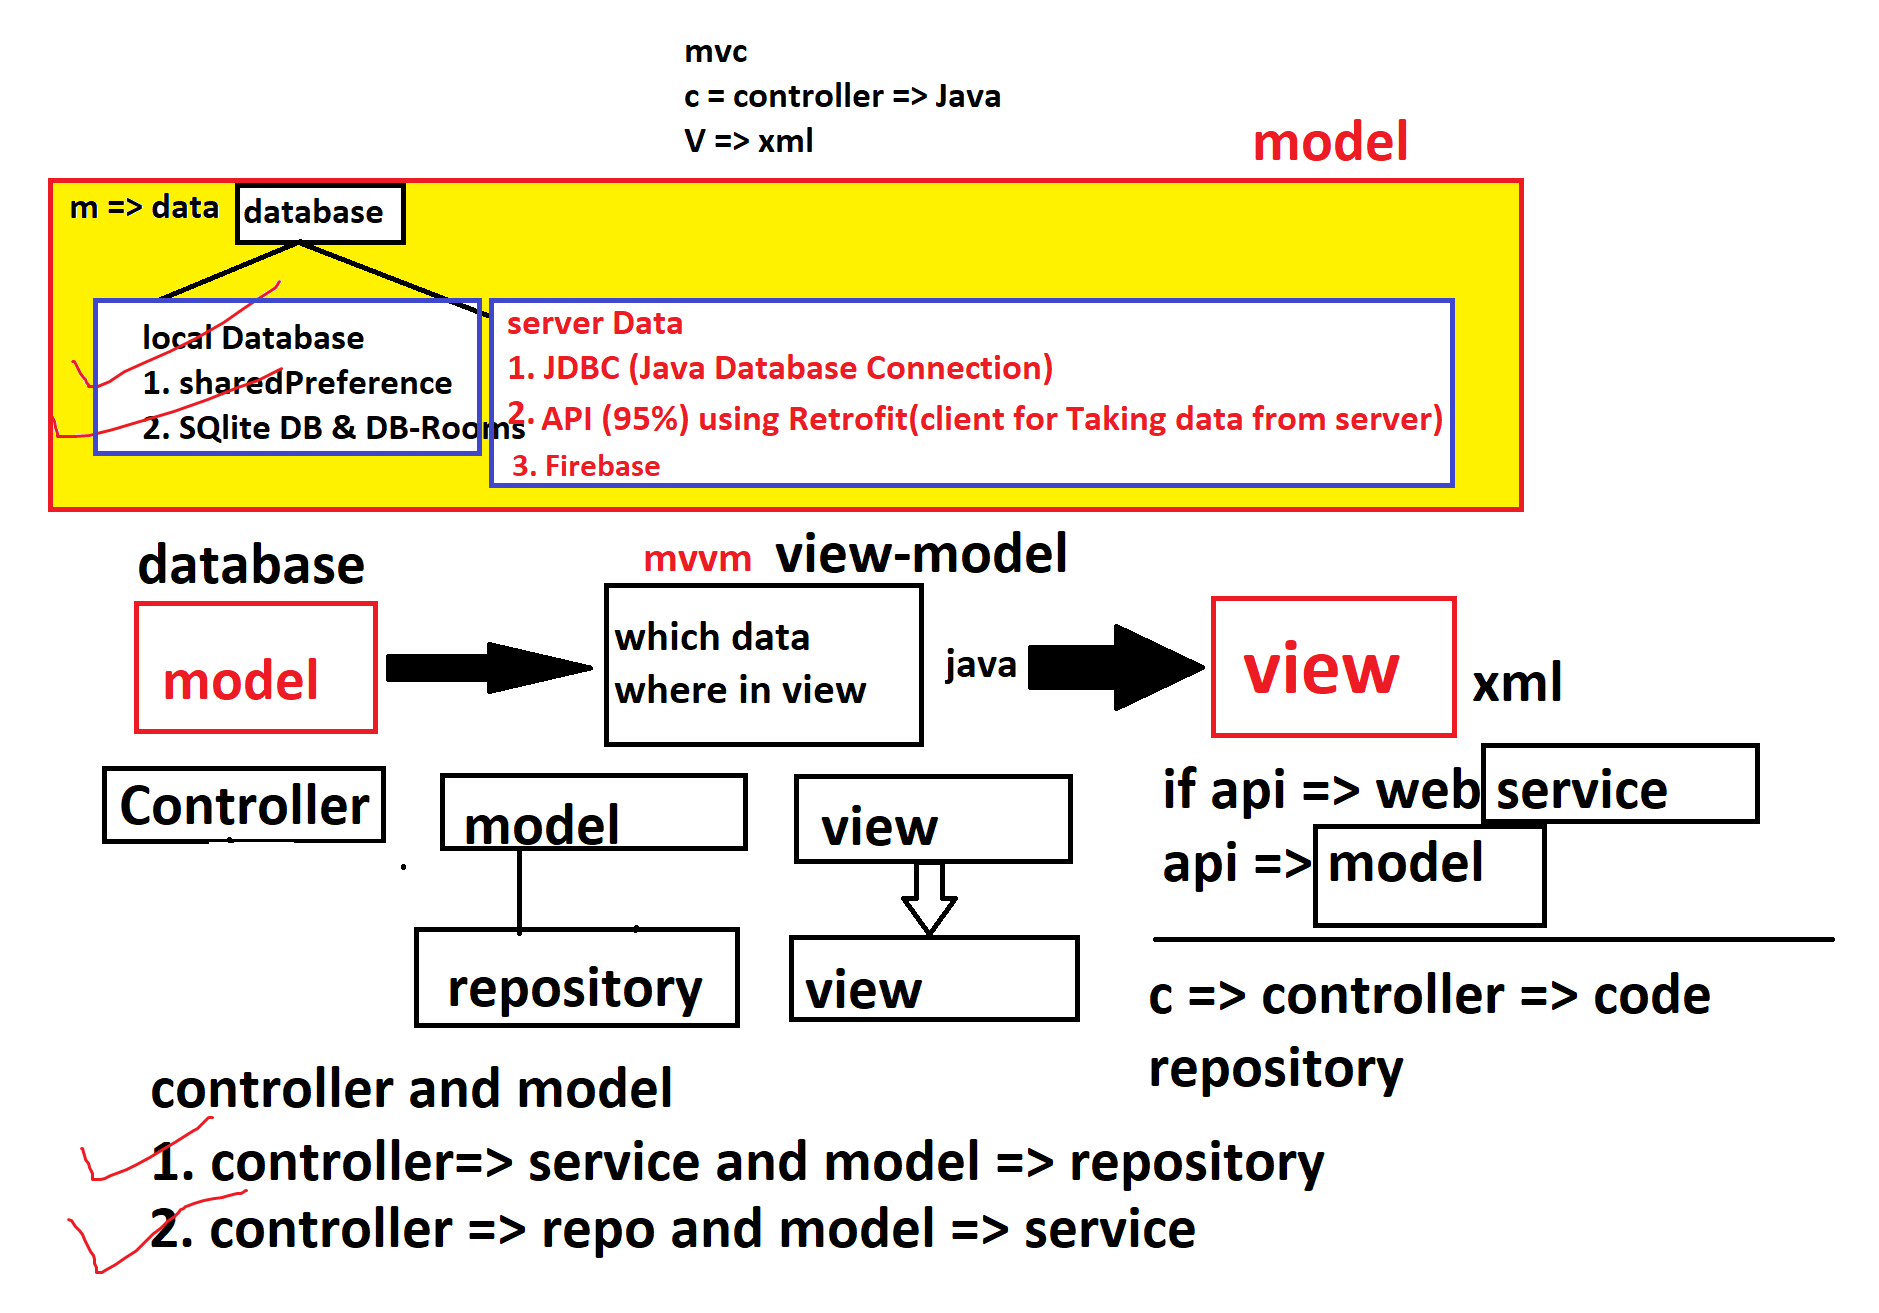 mvc
c = controller => Java
V => xml
model
m => data
database
local Database
1. sharedPreference
2. SQlite DB & DB-Rooms
server Data
1. JDBC (Java Database Connection)
2. API (95%) using Retrofit(client for Taking data from server)
3. Firebase
database
mvvm view-model
model
which data
where in view
java
view
xml
Controller
model
view
if api => web service
api => model
repository
view
c => controller => code
repository
controller and model
1. controller=> service and model => repository
2. controller => repo and model => service